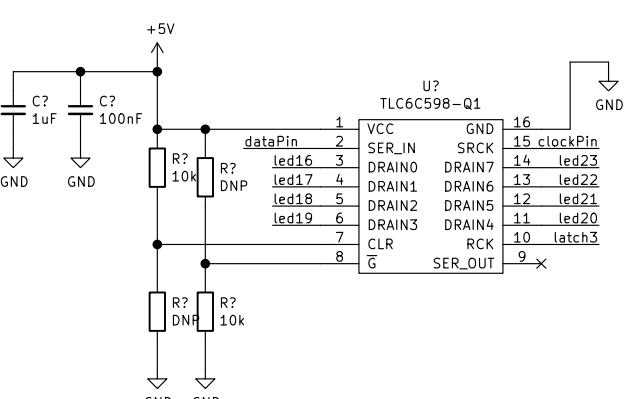 +5V
U?
TLC6C598-Q1
C?
1uF
C?
100nF
GND
GND
GND
1 VCC GND 16
dataPin 2 SER_IN SRCK 15 clockPin
led16 3 DRAIN0 DRAIN7 14 led23
led17 4 DRAIN1 DRAIN6 13 led22
led18 5 DRAIN2 DRAIN5 12 led21
led19 6 DRAIN3 DRAIN4 11 led20
7 CLR RCK 10 latch3
8 G SER_OUT 9
R?
10k
R?
DNP
R?
DNP
R?
10k